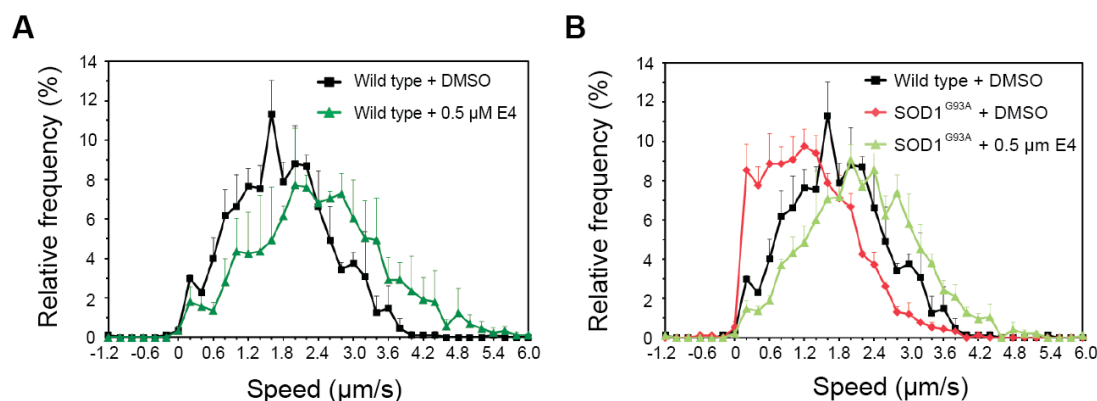 A
Relative frequency (%)
14
12
10
8
6
4
2
0
Wild type + DMSO
Wild type + 0.5 μM E4
-1.2 -0.6 0 0.6 1.2 1.8 2.4 3.0 3.6 4.2 4.8 5.4 6.0
Speed (μm/s)
B
Relative frequency (%)
14
12
10
8
6
4
2
0
Wild type + DMSO
SOD1 G93A + DMSO
SOD1 G93A + 0.5 μm E4
-1.2 -0.6 0 0.6 1.2 1.8 2.4 3.0 3.6 4.2 4.8 5.4 6.0
Speed (μm/s)